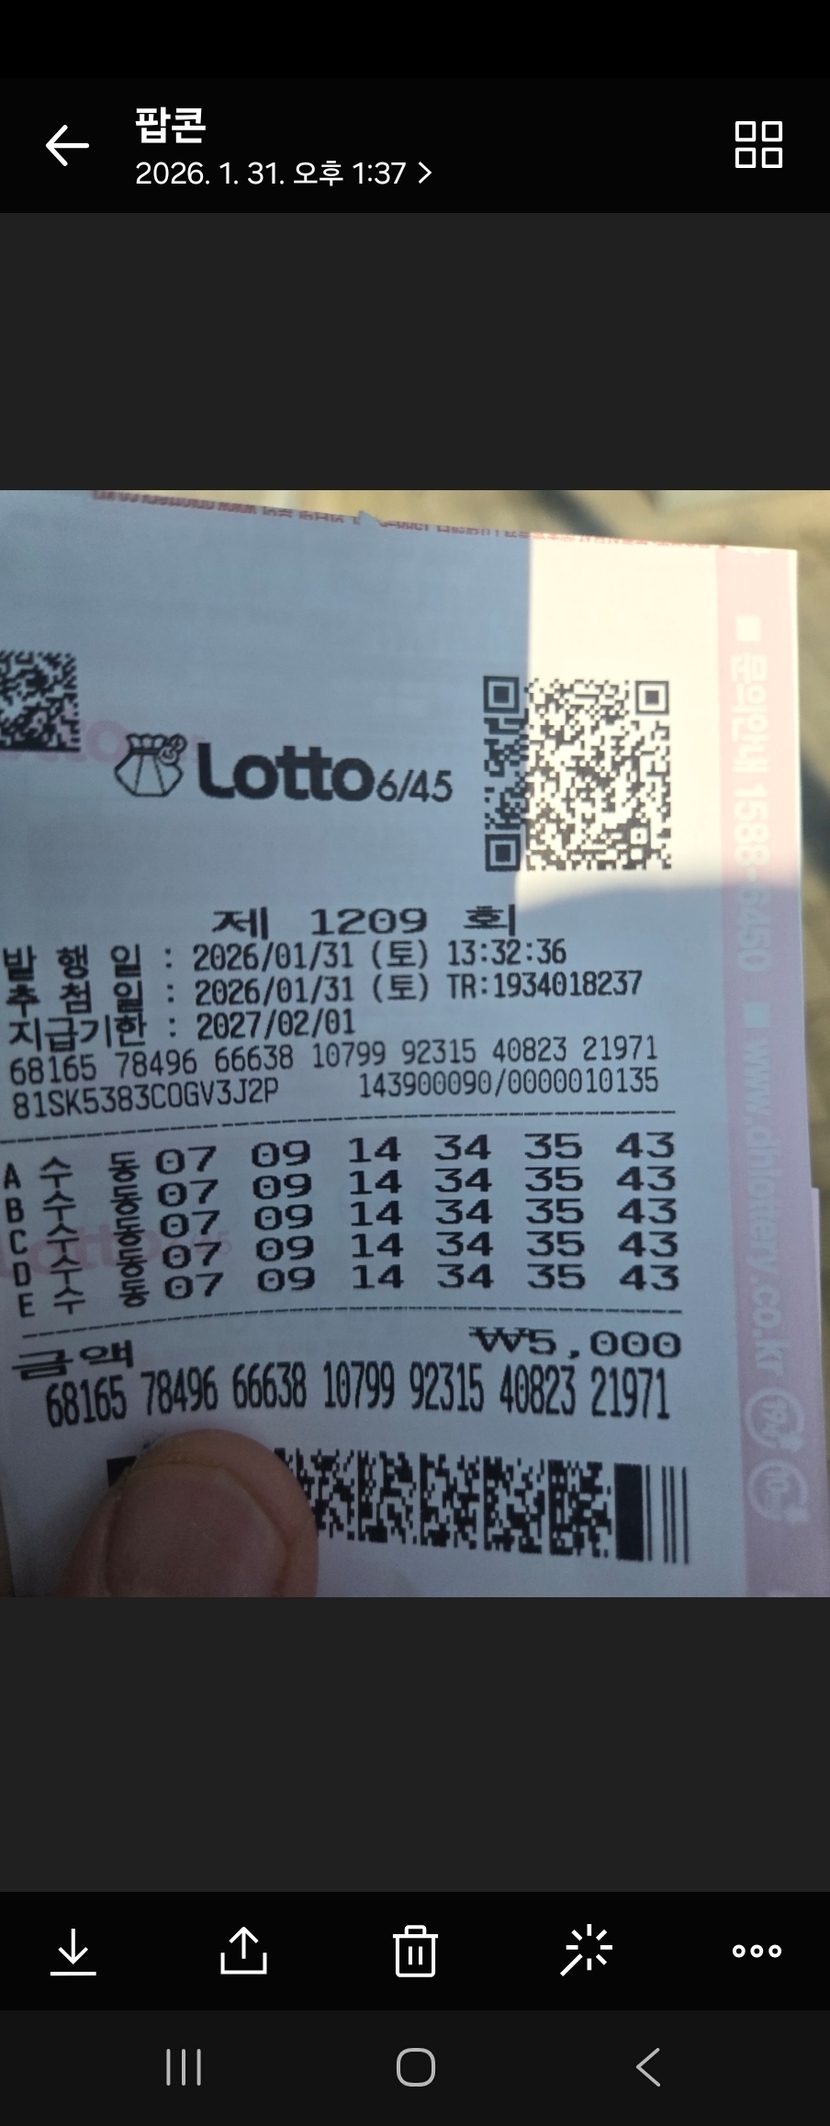 팝콘
2026. 1. 31. 오후 1:37
Lotto 6/45
제 1209 회
발 행 일 : 2026/01/31 (토) 13:32:36
추 첨 일 : 2026/01/31 (토) TR:1934018237
지급기한 : 2027/02/01
68165 78496 66638 10799 92315 40823 21971
81SK5383COGV3J2P 143900090/0000010135
A 수 동 07 09 14 34 35 43
B 수 동 07 09 14 34 35 43
C 수 동 07 09 14 34 35 43
D 수 동 07 09 14 34 35 43
E 수 동 07 09 14 34 35 43
금액 ₩5,000
68165 78496 66638 10799 92315 40823 21971
■ 문의안내 1588-6450 ■ www.dhlottery.co.kr